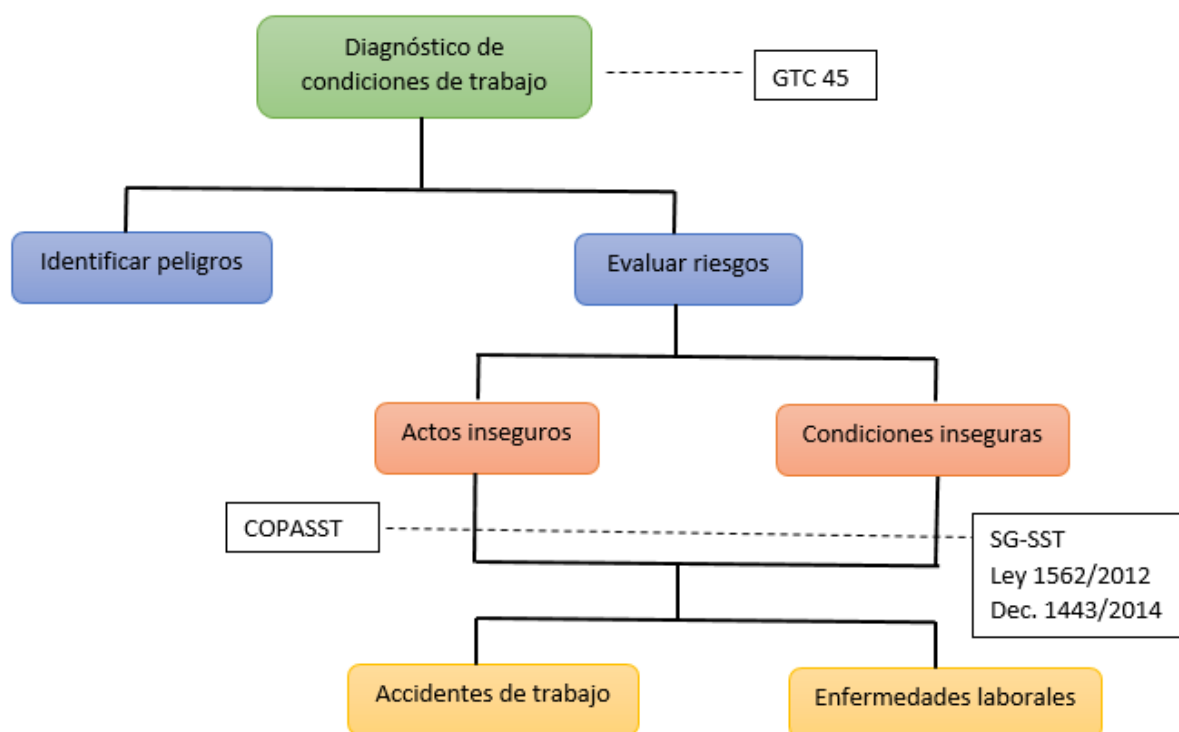 Diagnóstico de
condiciones de trabajo
GTC 45
Identificar peligros
Evaluar riesgos
Actos inseguros
Condiciones inseguras
COPASST
SG-SST
Ley 1562/2012
Dec. 1443/2014
Accidentes de trabajo
Enfermedades laborales